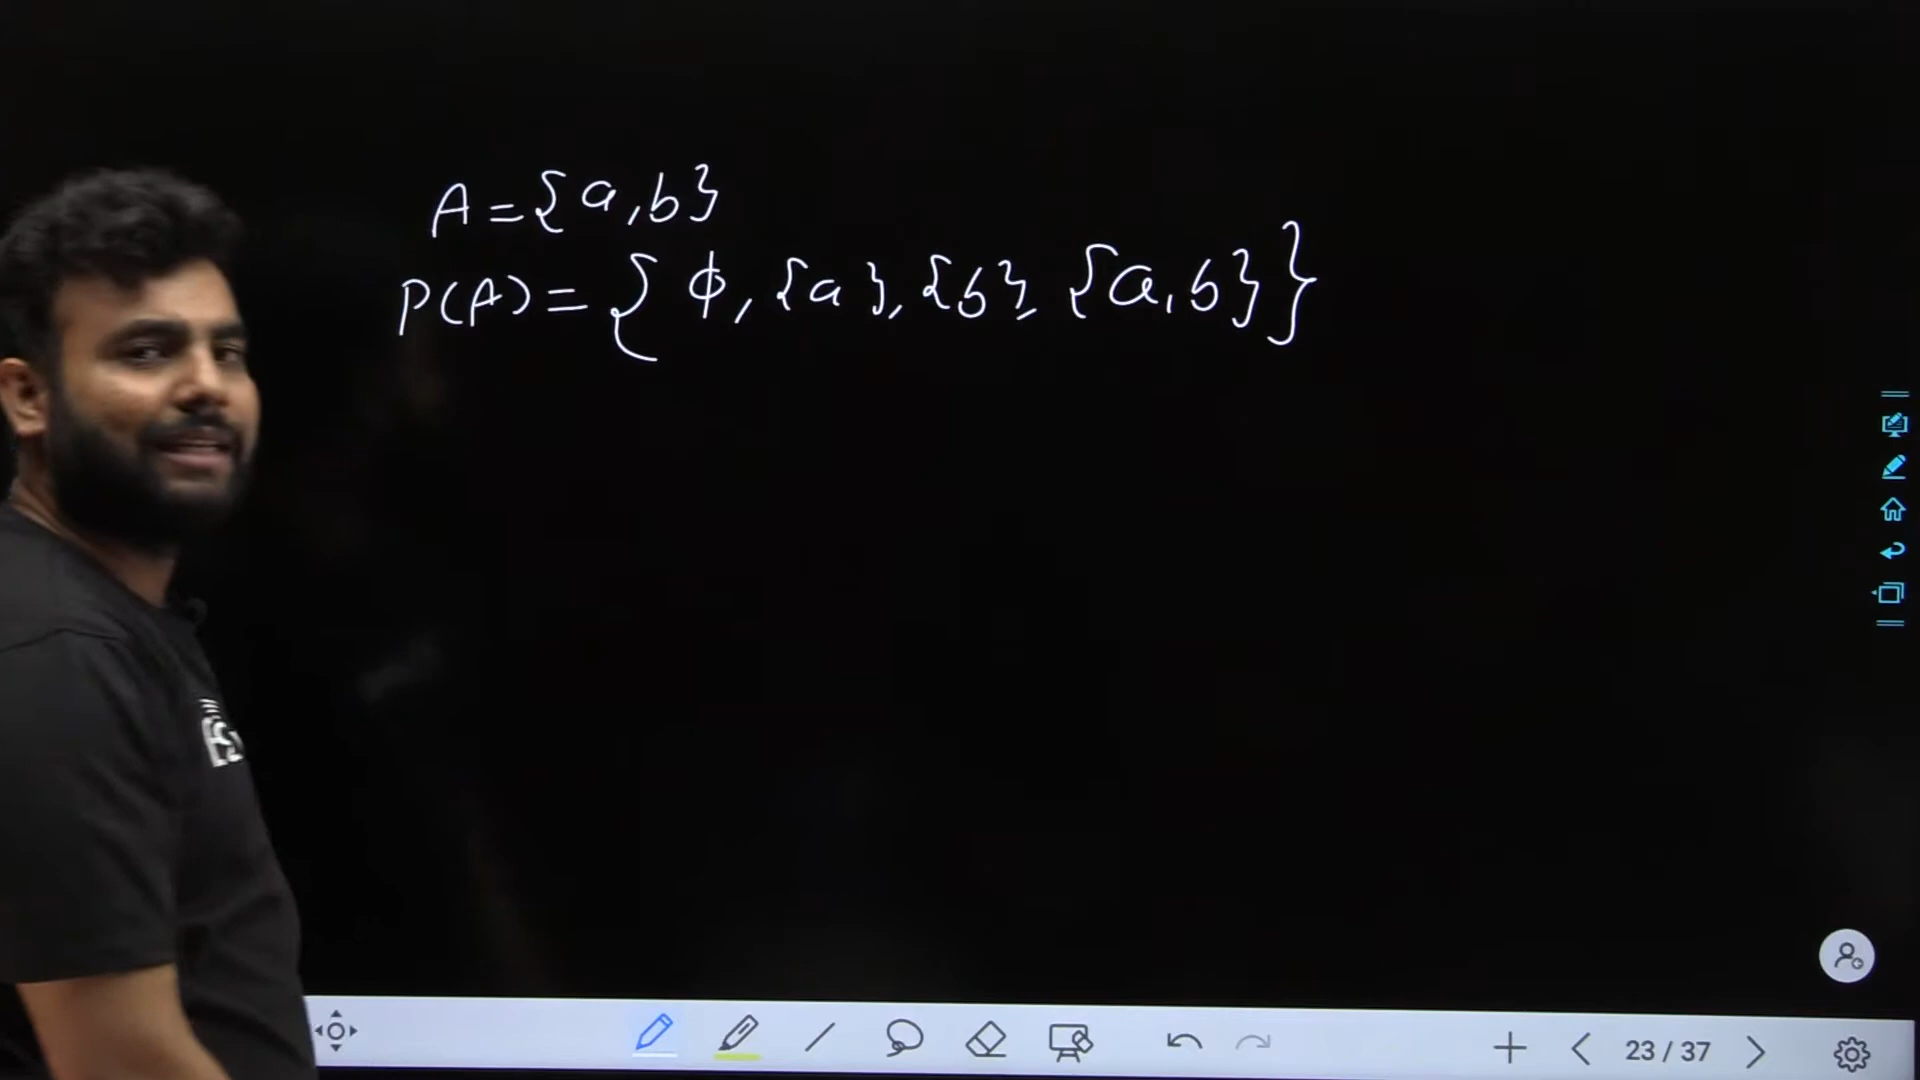 A = {a, b}
P(A) = { ϕ, {a}, {b}, {a, b} }
23 / 37